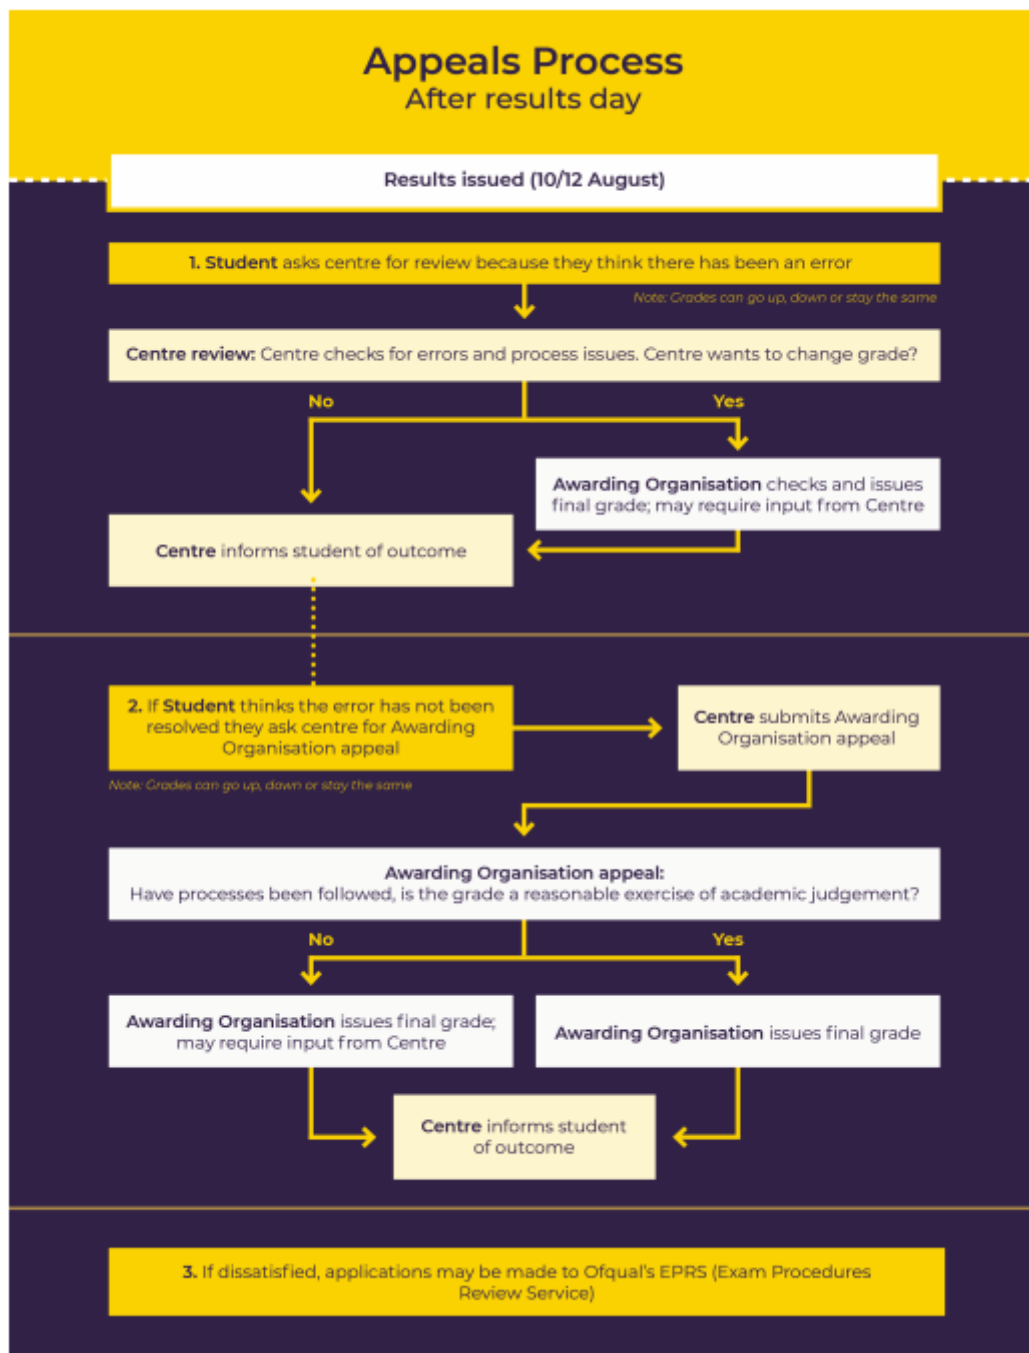 Appeals Process
After results day
Results issued (10/12 August)
1. Student asks centre for review because they think there has been an error
Note: Grades can go up, down or stay the same
Centre review: Centre checks for errors and process issues. Centre wants to change grade?
No
Yes
Awarding Organisation checks and issues
final grade; may require input from Centre
Centre informs student of outcome
2. If Student thinks the error has not been
resolved they ask centre for Awarding
Organisation appeal
Centre submits Awarding
Organisation appeal
Note: Grades can go up, down or stay the same
Awarding Organisation appeal:
Have processes been followed, is the grade a reasonable exercise of academic judgement?
No
Yes
Awarding Organisation issues final grade;
may require input from Centre
Awarding Organisation issues final grade
Centre informs student
of outcome
3. If dissatisfied, applications may be made to Ofqual's EPRS (Exam Procedures
Review Service)